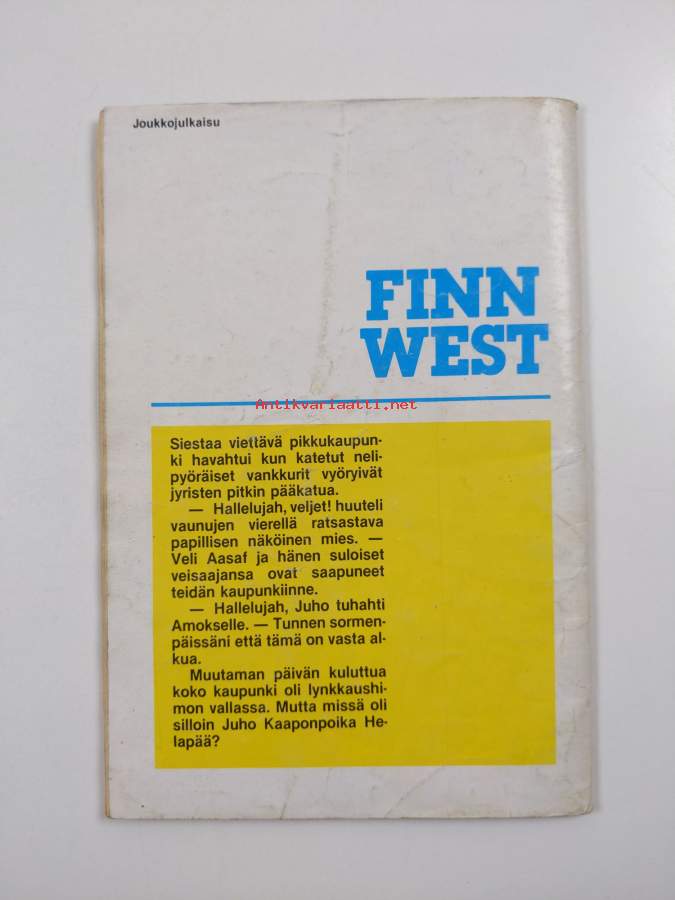 Joukkojulkaisu
FINN
WEST
Antikvariaatti.net
Siestaa viettävä pikkukaupun-
ki havahtui kun katetut neli-
pyöräiset vankkurit vyöryivät
jyristen pitkin pääkatua.
— Hallelujah, veljet! huuteli
vaunujen vierellä ratsastava
papillisen näköinen mies. —
Veli Aasaf ja hänen suloiset
veisaajansa ovat saapuneet
teidän kaupunkiinne.
— Hallelujah, Juho tuhahti
Amokselle. — Tunnen sormen-
päissäni että tämä on vasta al-
kua.
Muutaman päivän kuluttua
koko kaupunki oli lynkkaushi-
mon vallassa. Mutta missä oli
silloin Juho Kaaponpoika He-
lapää?